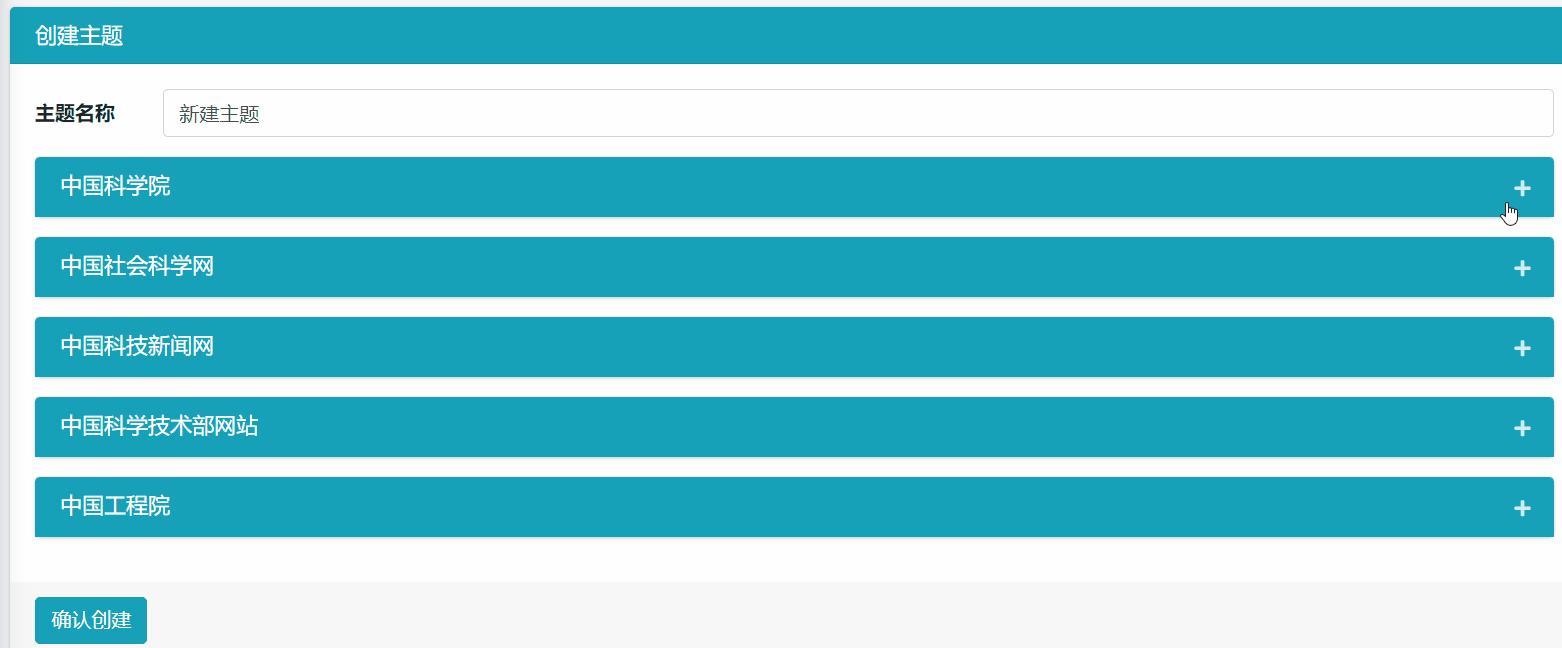 创建主题
主题名称 新建主题
中国科学院
中国社会科学网
中国科技新闻网
中国科学技术部网站
中国工程院
确认创建